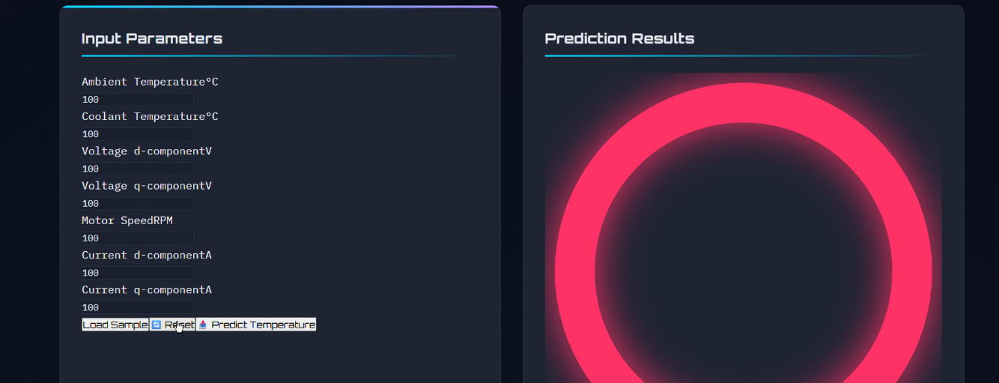 Input Parameters
Ambient Temperature°C
100
Coolant Temperature°C
100
Voltage d-componentV
100
Voltage q-componentV
100
Motor SpeedRPM
100
Current d-componentA
100
Current q-componentA
100
Load Sample Reset Predict Temperature
Prediction Results